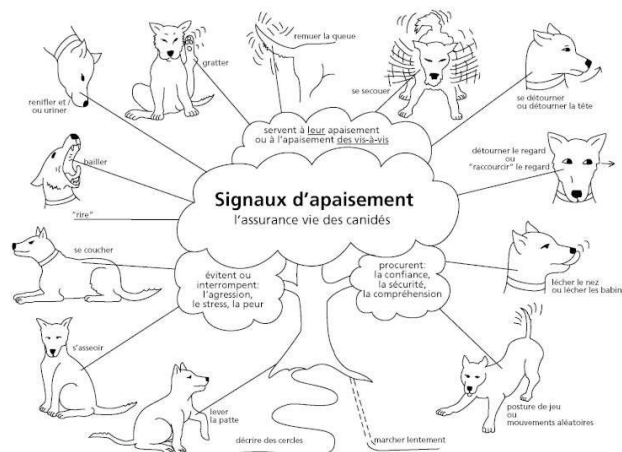 remuer la queue
gratter
se secouer
renifler et /
ou uriner
se détourner
ou détourner la tête
servent à leur apaisement
ou à l'apaisement des vis-à-vis
bailler
détourner le regard
ou
"raccourcir" le regard
Signaux d'apaisement
l'assurance vie des canidés
"rire"
se coucher
évitent ou
interrompent:
l'agression,
le stress, la peur
procurent:
la confiance,
la sécurité,
la compréhension
lécher le nez
ou lécher les babin
s'asseoir
lever
la patte
posture de jeu
ou
mouvements aléatoires
décrire des cercles
marcher lentement